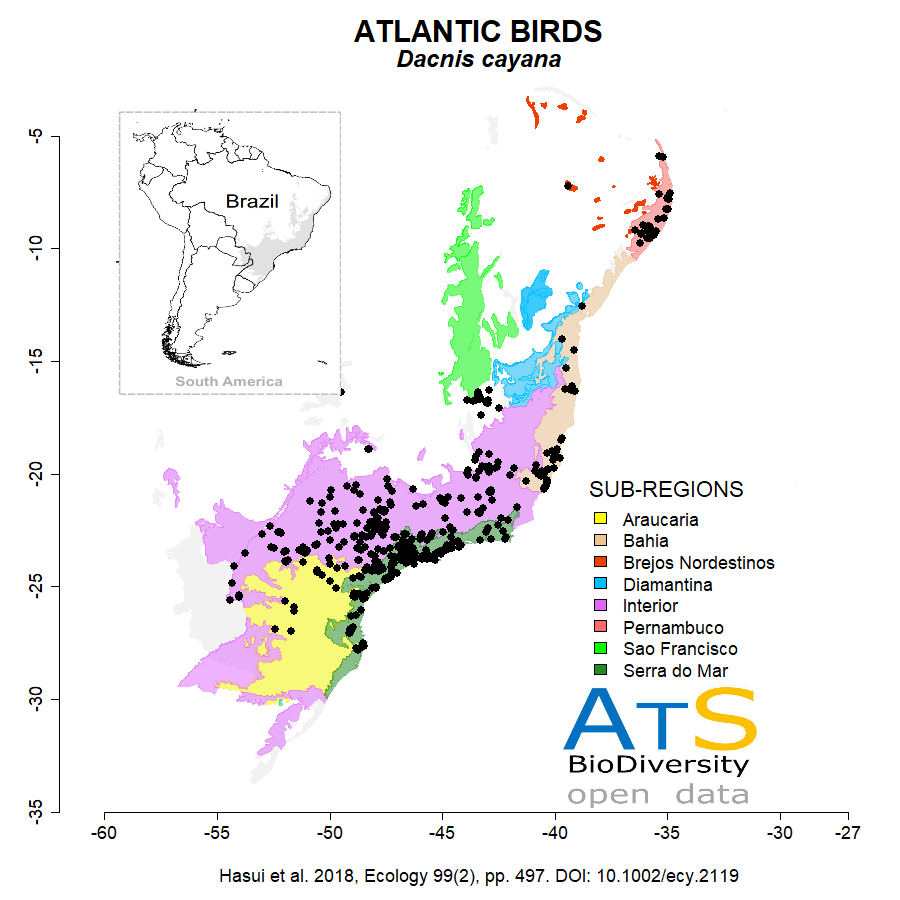 ATLANTIC BIRDS
Dacnis cayana
Brazil
South America
-5
-10
-15
-20
-25
-30
-35
-60
-55
-50
-45
-40
-35
-30
-27
SUB-REGIONS
Araucaria
Bahia
Brejos Nordestinos
Diamantina
Interior
Pernambuco
Sao Francisco
Serra do Mar
ATS
BioDiversity
open data
Hasui et al. 2018, Ecology 99(2), pp. 497. DOI: 10.1002/ecy.2119